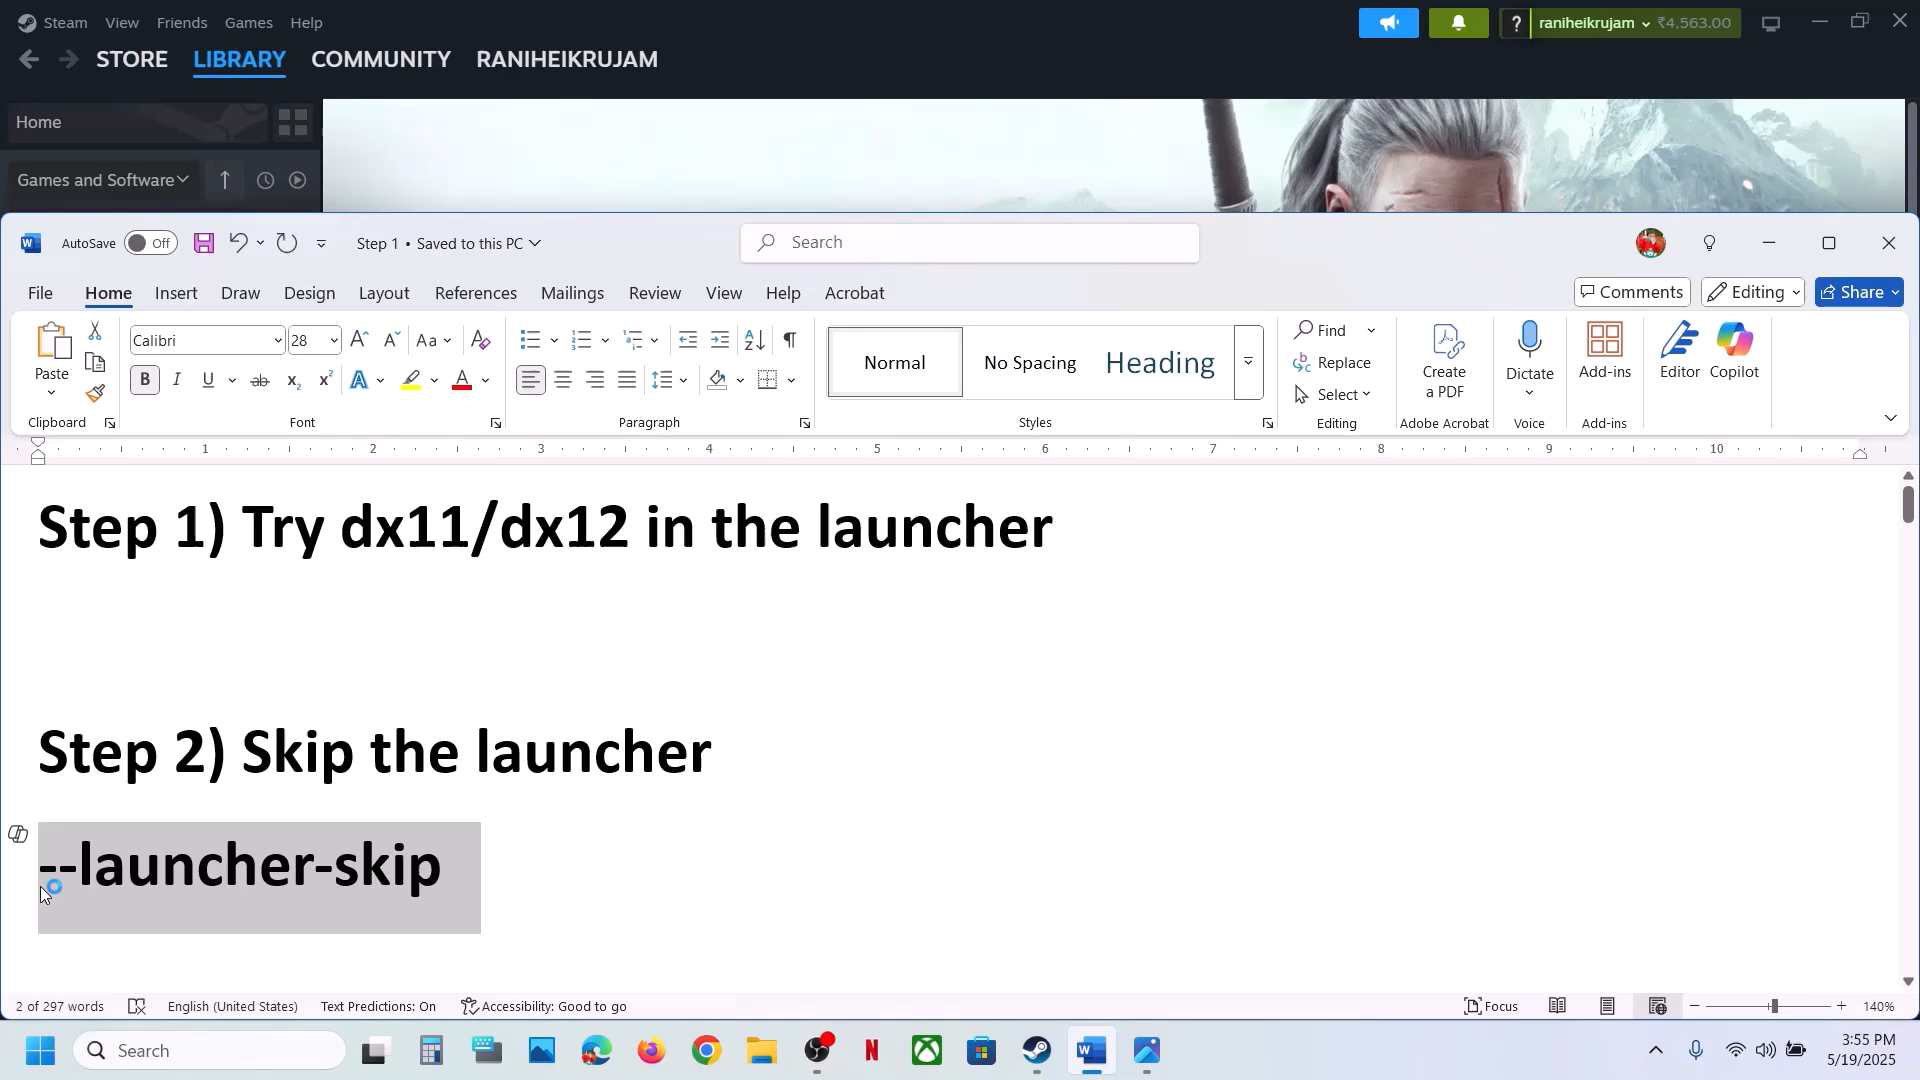 Steam View Friends Games Help
? raniheikrujam ₹4,563.00
STORE LIBRARY COMMUNITY RANIHEIKRUJAM
Home
Games and Software
AutoSave Off Step 1 • Saved to this PC Search
File Home Insert Draw Design Layout References Mailings Review View Help Acrobat Comments Editing Share
Paste
Calibri 28
Normal No Spacing Heading
Find
Replace
Select
Create a PDF
Dictate
Add-ins
Editor Copilot
Clipboard Font Paragraph Styles Editing Adobe Acrobat Voice Add-ins
1 2 3 4 5 6 7 8 9 10
Step 1) Try dx11/dx12 in the launcher
Step 2) Skip the launcher
--launcher-skip
2 of 297 words English (United States) Text Predictions: On Accessibility: Good to go Focus 140%
Search
3:55 PM
5/19/2025